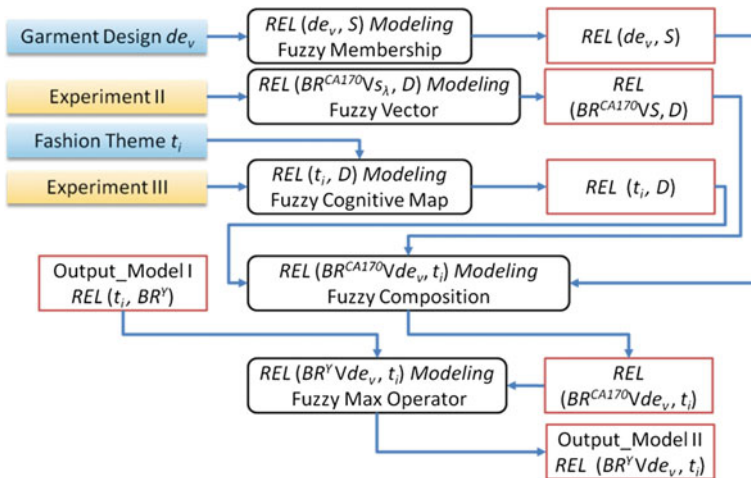 Garment Design de_v
REL (de_v, S) Modeling
Fuzzy Membership
REL (de_v, S)
Experiment II
REL (BR^CA170 V s_λ, D) Modeling
Fuzzy Vector
REL
(BR^CA170 V S, D)
Fashion Theme t_i
Experiment III
REL (t_i, D) Modeling
Fuzzy Cognitive Map
REL (t_i, D)
Output_Model I
REL (t_i, BR^Y)
REL (BR^CA170 V de_v, t_i) Modeling
Fuzzy Composition
REL (BR^Y V de_v, t_i) Modeling
Fuzzy Max Operator
REL
(BR^CA170 V de_v, t_i)
Output_Model II
REL (BR^Y V de_v, t_i)